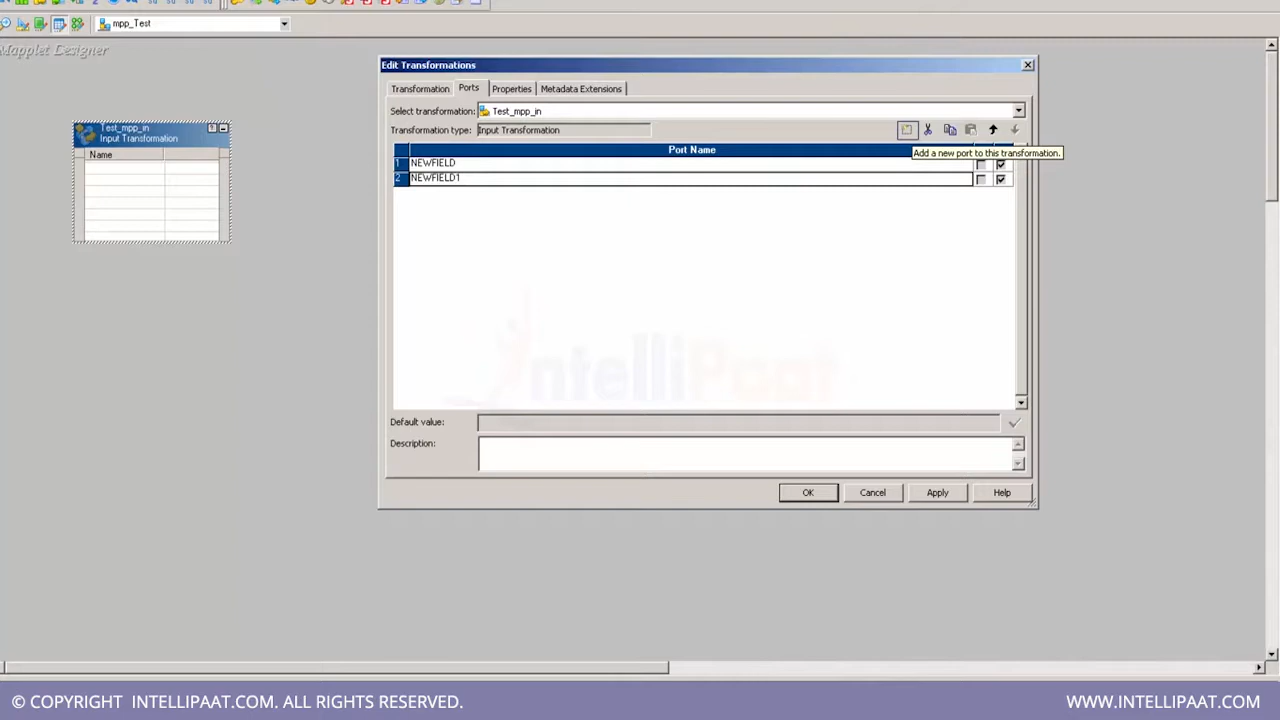 mpp_Test
Mapplet Designer
Edit Transformations
Transformation Ports Properties Metadata Extensions
Select transformation: Test_mpp_in
Transformation type: Input Transformation
Port Name
Add a new port to this transformation.
1 NEWFIELD
2 NEWFIELD1
Test_mpp_in
Input Transformation
Name
IntelliPaat
Default value:
Description:
OK Cancel Apply Help
© COPYRIGHT INTELLIPAAT.COM. ALL RIGHTS RESERVED.
WWW.INTELLIPAAT.COM